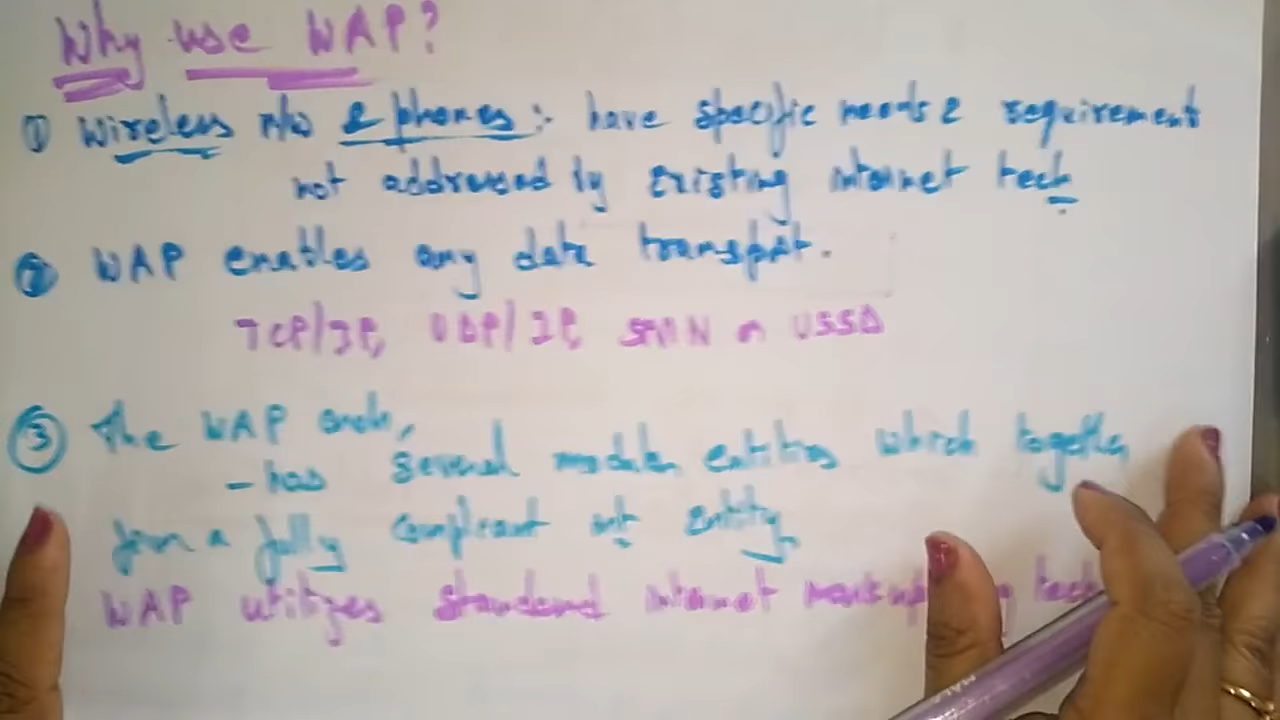 Why use WAP?
① Wireless n/w & phones :- have specific needs & requirement
not addressed by existing internet tech
② WAP enables any data transport.
TCP/IP, UDP/IP, or USSD
③ The WAP arch,
- has several modular entities which together
form a fully compliant int entity
WAP utilizes standard internet